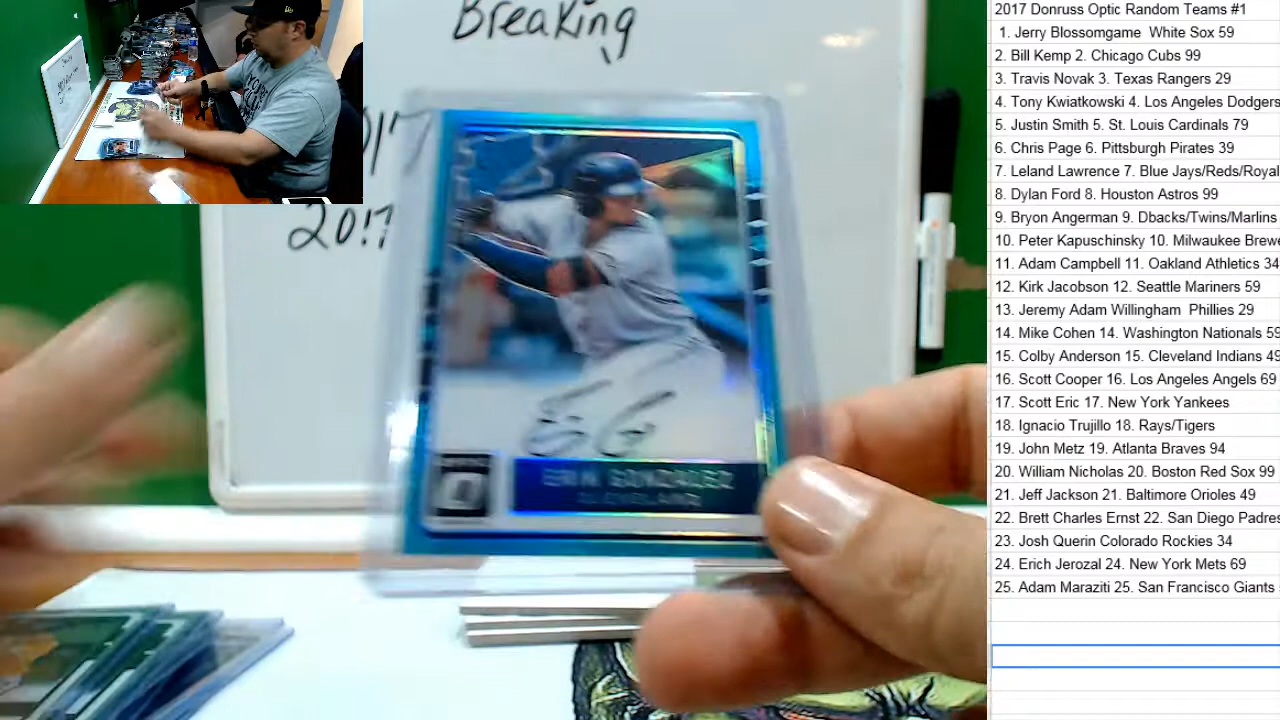 Breaking
2017
2017 Donruss Optic Random Teams #1
1. Jerry Blossomgame  White Sox 59
2. Bill Kemp 2. Chicago Cubs 99
3. Travis Novak 3. Texas Rangers 29
4. Tony Kwiatkowski 4. Los Angeles Dodgers
5. Justin Smith 5. St. Louis Cardinals 79
6. Chris Page 6. Pittsburgh Pirates 39
7. Leland Lawrence 7. Blue Jays/Reds/Royal
8. Dylan Ford 8. Houston Astros 99
9. Bryon Angerman 9. Dbacks/Twins/Marlins
10. Peter Kapuschinsky 10. Milwaukee Brewe
11. Adam Campbell 11. Oakland Athletics 34
12. Kirk Jacobson 12. Seattle Mariners 59
13. Jeremy Adam Willingham  Phillies 29
14. Mike Cohen 14. Washington Nationals 59
15. Colby Anderson 15. Cleveland Indians 49
16. Scott Cooper 16. Los Angeles Angels 69
17. Scott Eric 17. New York Yankees
18. Ignacio Trujillo 18. Rays/Tigers
19. John Metz 19. Atlanta Braves 94
20. William Nicholas 20. Boston Red Sox 99
21. Jeff Jackson 21. Baltimore Orioles 49
22. Brett Charles Ernst 22. San Diego Padres
23. Josh Querin Colorado Rockies 34
24. Erich Jerozal 24. New York Mets 69
25. Adam Maraziti 25. San Francisco Giants
ERIK GONZALEZ
CLEVELAND